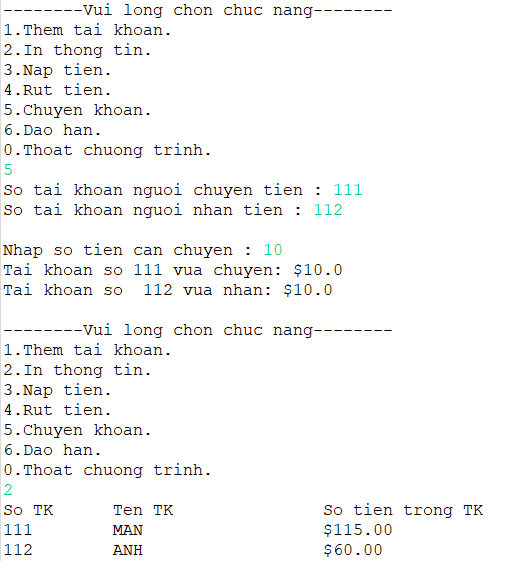 --------Vui long chon chuc nang--------
1.Them tai khoan.
2.In thong tin.
3.Nap tien.
4.Rut tien.
5.Chuyen khoan.
6.Dao han.
0.Thoat chuong trinh.
5
So tai khoan nguoi chuyen tien : 111
So tai khoan nguoi nhan tien : 112
Nhap so tien can chuyen : 10
Tai khoan so 111 vua chuyen: $10.0
Tai khoan so  112 vua nhan: $10.0
--------Vui long chon chuc nang--------
1.Them tai khoan.
2.In thong tin.
3.Nap tien.
4.Rut tien.
5.Chuyen khoan.
6.Dao han.
0.Thoat chuong trinh.
2
So TK      Ten TK               So tien trong TK
111        MAN                  $115.00
112        ANH                  $60.00